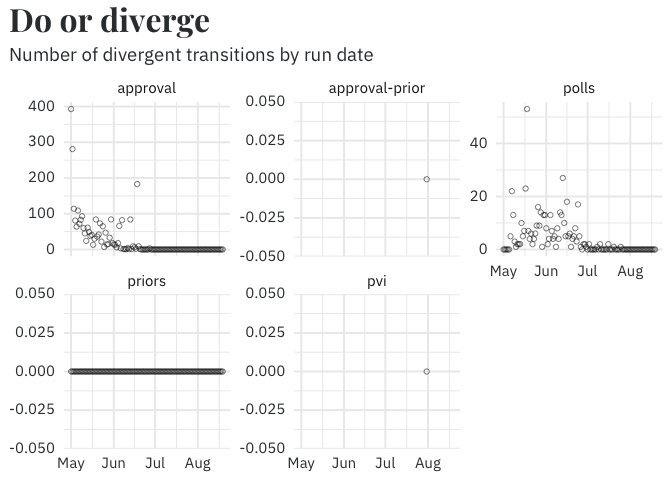 Do or diverge
Number of divergent transitions by run date
approval
approval-prior
polls
400
300
200
100
0
0.050
0.025
0.000
-0.025
-0.050
40
20
0
May Jun Jul Aug
priors
pvi
0.050
0.025
0.000
-0.025
-0.050
0.050
0.025
0.000
-0.025
-0.050
May Jun Jul Aug
May Jun Jul Aug